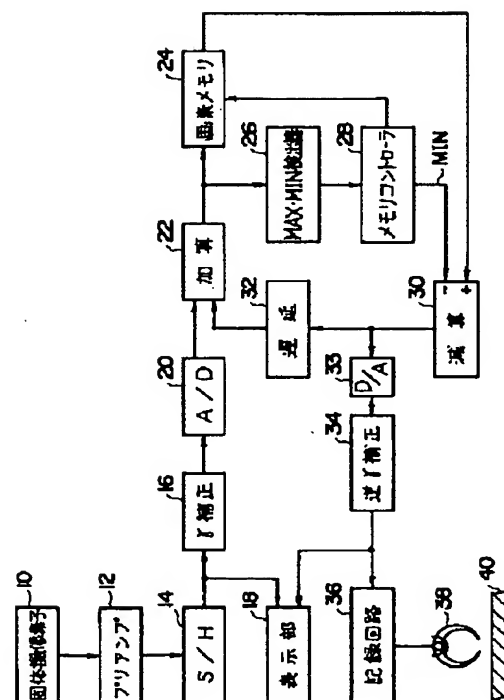 10
固体撮像素子
12
プリアンプ
14
S/H
16
γ補正
18
表示部
20
A/D
22
加算
24
画素メモリ
26
MAX・MIN検出器
28
メモリコントローラ
MIN
30
減算
-
+
32
遅延
33
D/A
34
逆γ補正
36
記録回路
38
40